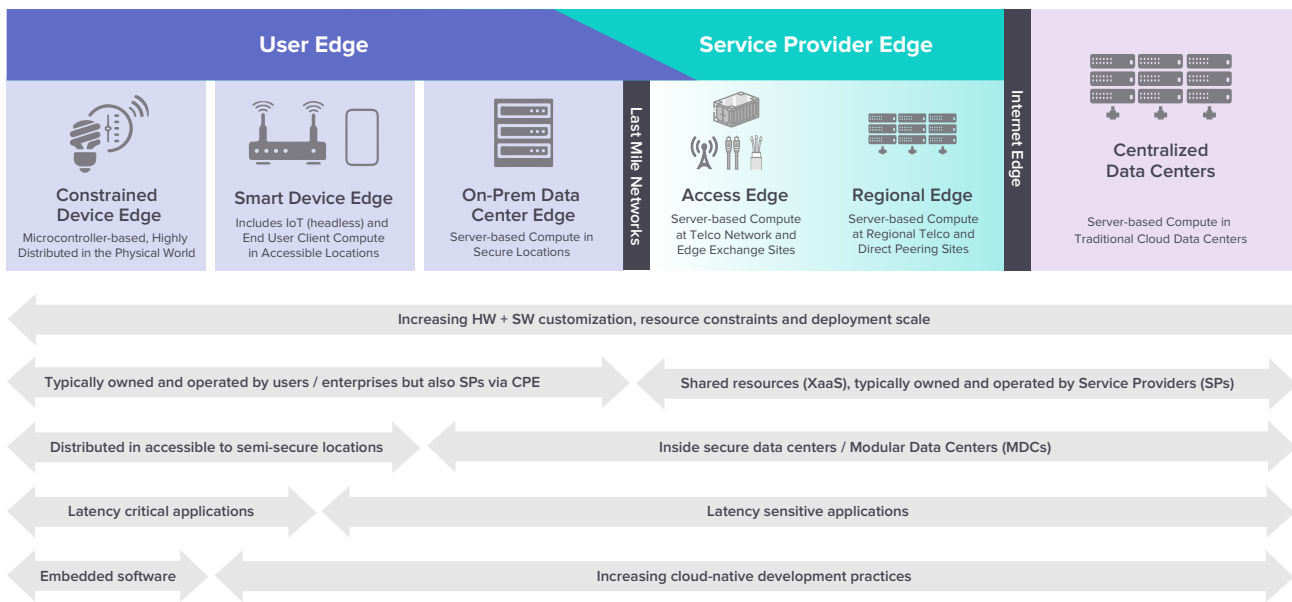 User Edge
Service Provider Edge
Constrained
Device Edge
Microcontroller-based, Highly
Distributed in the Physical World
Smart Device Edge
Includes IoT (headless) and
End User Client Compute
in Accessible Locations
On-Prem Data
Center Edge
Server-based Compute in
Secure Locations
Last Mile Networks
Access Edge
Server-based Compute
at Telco Network and
Edge Exchange Sites
Regional Edge
Server-based Compute
at Regional Telco and
Direct Peering Sites
Internet Edge
Centralized
Data Centers
Server-based Compute in
Traditional Cloud Data Centers
Increasing HW + SW customization, resource constraints and deployment scale
Typically owned and operated by users / enterprises but also SPs via CPE
Shared resources (XaaS), typically owned and operated by Service Providers (SPs)
Distributed in accessible to semi-secure locations
Inside secure data centers / Modular Data Centers (MDCs)
Latency critical applications
Latency sensitive applications
Embedded software
Increasing cloud-native development practices